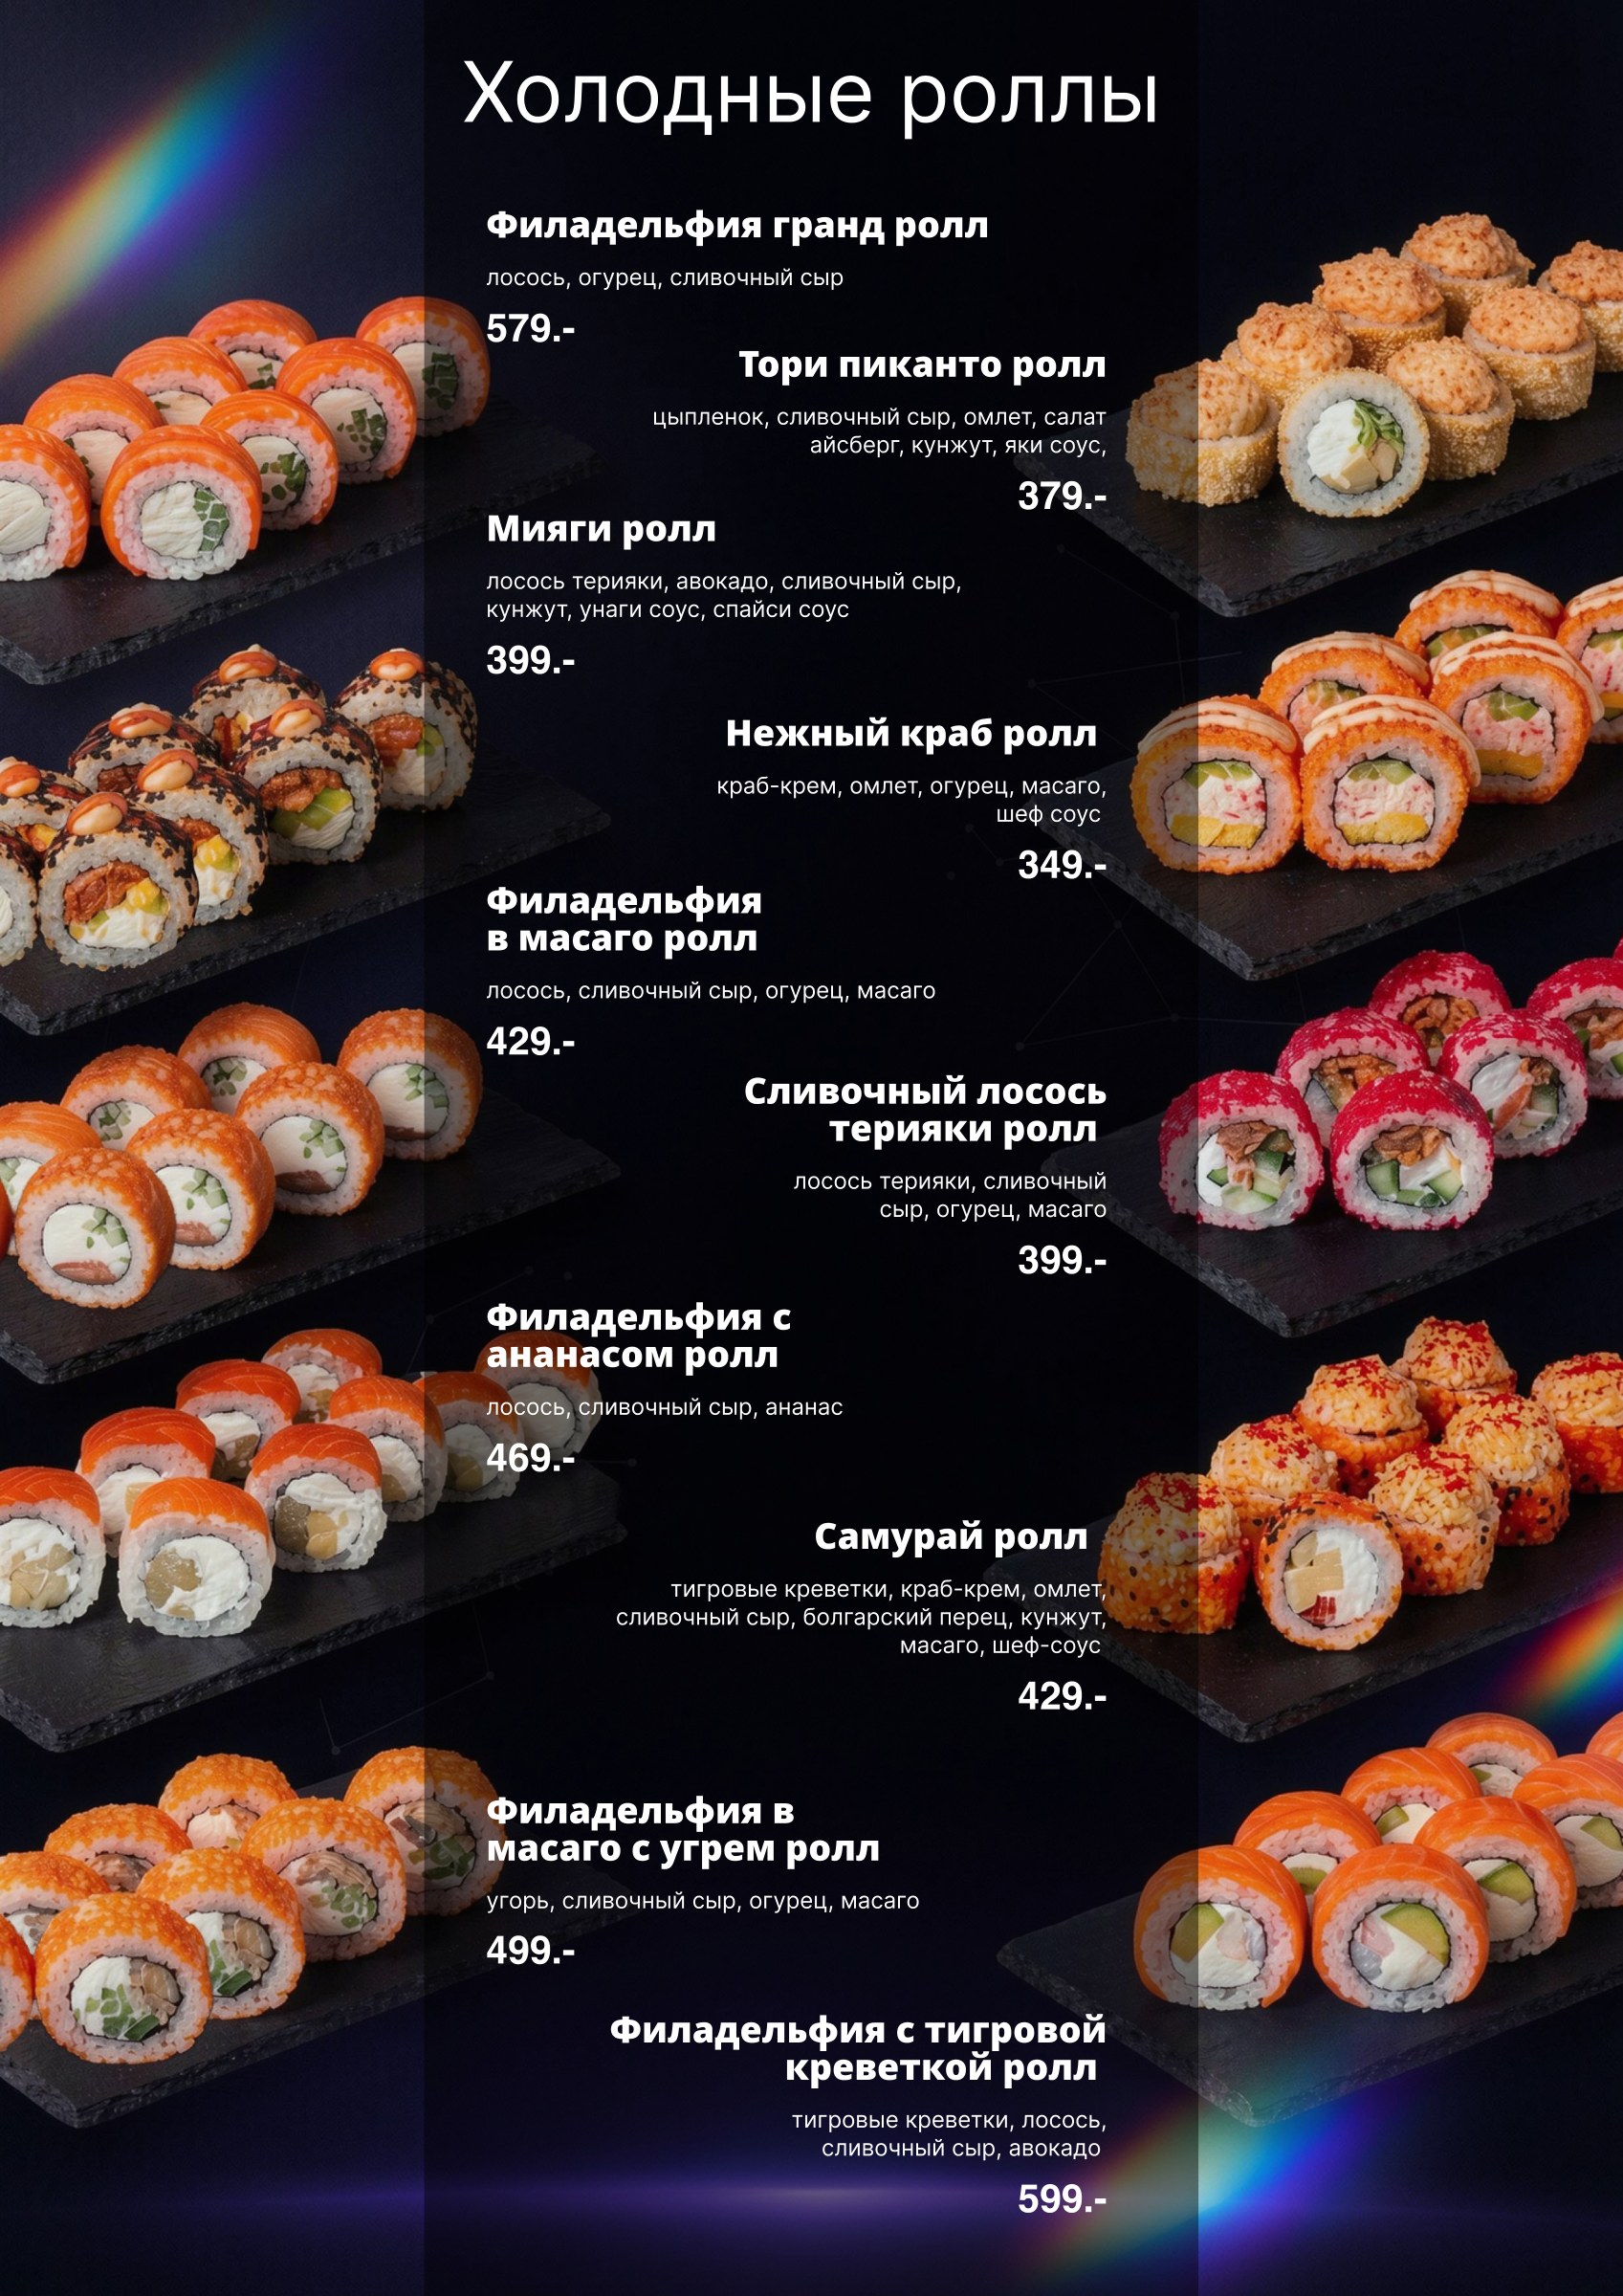 Холодные роллы
Филадельфия гранд ролл
лосось, огурец, сливочный сыр
579.-
Тори пиканто ролл
цыпленок, сливочный сыр, омлет, салат
айсберг, кунжут, яки соус,
379.-
Мияги ролл
лосось терияки, авокадо, сливочный сыр,
кунжут, унаги соус, спайси соус
399.-
Нежный краб ролл
краб-крем, омлет, огурец, масаго,
шеф соус
349.-
Филадельфия
в масаго ролл
лосось, сливочный сыр, огурец, масаго
429.-
Сливочный лосось
терияки ролл
лосось терияки, сливочный
сыр, огурец, масаго
399.-
Филадельфия с
ананасом ролл
лосось, сливочный сыр, ананас
469.-
Самурай ролл
тигровые креветки, краб-крем, омлет,
сливочный сыр, болгарский перец, кунжут,
масаго, шеф-соус
429.-
Филадельфия в
масаго с угрем ролл
угорь, сливочный сыр, огурец, масаго
499.-
Филадельфия с тигровой
креветкой ролл
тигровые креветки, лосось,
сливочный сыр, авокадо
599.-